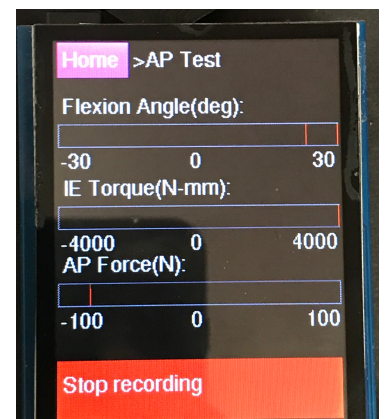 Home >AP Test
Flexion Angle(deg):
-30 0 30
IE Torque(N-mm):
-4000 0 4000
AP Force(N):
-100 0 100
Stop recording